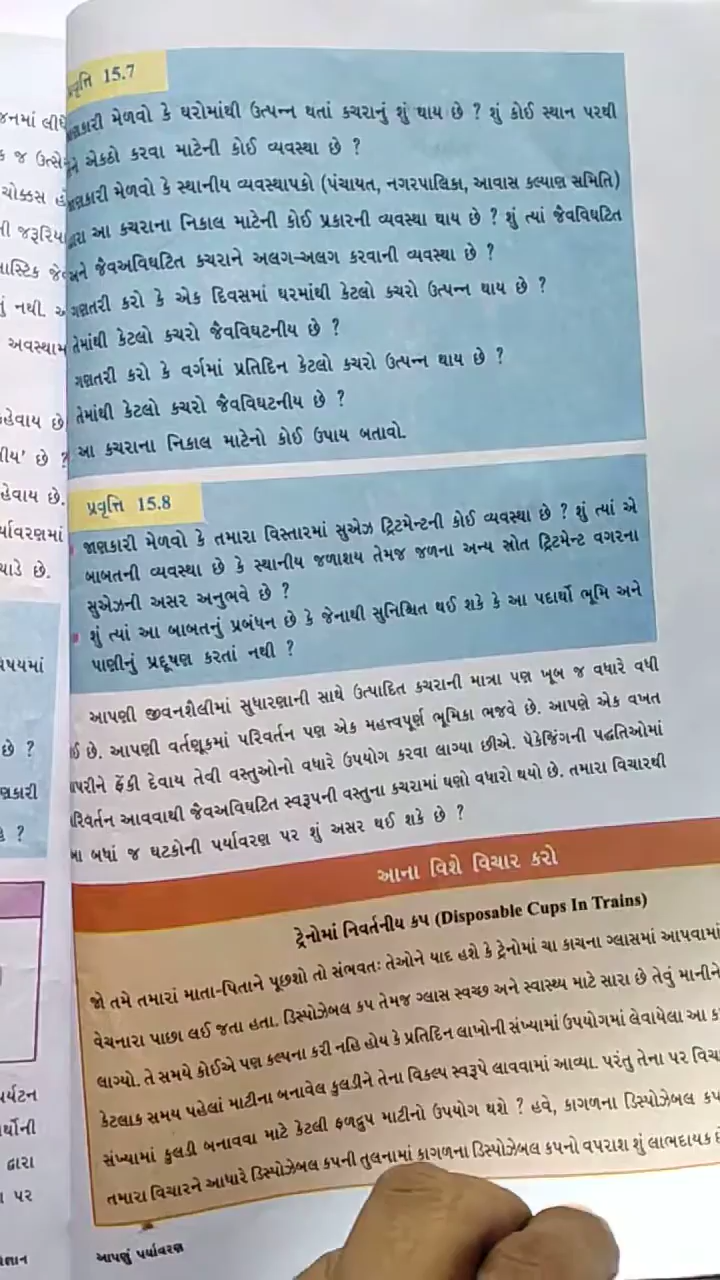 પ્રવૃત્તિ 15.7
જાણકારી મેળવો કે ઘરોમાંથી ઉત્પન્ન થતાં કચરાનું શું થાય છે ? શું કોઈ સ્થાન પરથી
એકઠો કરવા માટેની કોઈ વ્યવસ્થા છે ?
જાણકારી મેળવો કે સ્થાનીય વ્યવસ્થાપકો (પંચાયત, નગરપાલિકા, આવાસ કલ્યાણ સમિતિ)
આ કચરાના નિકાલ માટેની કોઈ પ્રકારની વ્યવસ્થા થાય છે ? શું ત્યાં જૈવવિઘટિત
અને જૈવઅવિઘટિત કચરાને અલગ-અલગ કરવાની વ્યવસ્થા છે ?
ગણતરી કરો કે એક દિવસમાં ઘરમાંથી કેટલો કચરો ઉત્પન્ન થાય છે ?
તેમાંથી કેટલો કચરો જૈવવિઘટનીય છે ?
ગણતરી કરો કે વર્ગમાં પ્રતિદિન કેટલો કચરો ઉત્પન્ન થાય છે ?
તેમાંથી કેટલો કચરો જૈવવિઘટનીય છે ?
આ કચરાના નિકાલ માટેનો કોઈ ઉપાય બતાવો.
પ્રવૃત્તિ 15.8
જાણકારી મેળવો કે તમારા વિસ્તારમાં સુએઝ ટ્રિટમેન્ટની કોઈ વ્યવસ્થા છે ? શું ત્યાં એ
બાબતની વ્યવસ્થા છે કે સ્થાનીય જળાશય તેમજ જળના અન્ય સ્રોત ટ્રિટમેન્ટ વગરના
સુએઝની અસર અનુભવે છે ?
શું ત્યાં આ બાબતનું પ્રબંધન છે કે જેનાથી સુનિશ્ચિત થઈ શકે કે આ પદાર્થો ભૂમિ અને
પાણીનું પ્રદૂષણ કરતાં નથી ?
આપણી જીવનશૈલીમાં સુધારણાની સાથે ઉત્પાદિત કચરાની માત્રા પણ ખૂબ જ વધારે વધી
છે. આપણી વર્તણૂકમાં પરિવર્તન પણ એક મહત્ત્વપૂર્ણ ભૂમિકા ભજવે છે. આપણે એક વખત
ફેંકી દેવાય તેવી વસ્તુઓનો વધારે ઉપયોગ કરવા લાગ્યા છીએ. પૅકેજિંગની પદ્ધતિઓમાં
પરિવર્તન આવવાથી જૈવઅવિઘટિત સ્વરૂપની વસ્તુના કચરામાં ઘણો વધારો થયો છે. તમારા વિચારથી
બધાં જ ઘટકોની પર્યાવરણ પર શું અસર થઈ શકે છે ?
આના વિશે વિચાર કરો
ટ્રેનોમાં નિવર્તનીય કપ (Disposable Cups In Trains)
જો તમે તમારાં માતા-પિતાને પૂછશો તો સંભવતઃ તેઓને યાદ હશે કે ટ્રેનોમાં ચા કાચના ગ્લાસમાં આપવામાં
વેચનારા પાછા લઈ જતા હતા. ડિસ્પોઝેબલ કપ તેમજ ગ્લાસ સ્વચ્છ અને સ્વાસ્થ્ય માટે સારા છે તેવું માનીને
લાગ્યો. તે સમયે કોઈએ પણ કલ્પના કરી નહિ હોય કે પ્રતિદિન લાખોની સંખ્યામાં ઉપયોગમાં લેવાયેલા આ
કેટલાક સમય પહેલાં માટીના બનાવેલ કુલડીને તેના વિકલ્પ સ્વરૂપે લાવવામાં આવ્યા. પરંતુ તેના પર
સંખ્યામાં કુલડી બનાવવા માટે કેટલી ફળદ્રુપ માટીનો ઉપયોગ થશે ? હવે, કાગળના ડિસ્પોઝેબલ કપ
તમારા વિચારને આધારે ડિસ્પોઝેબલ કપની તુલનામાં કાગળના ડિસ્પોઝેબલ કપનો વપરાશ શું લાભદાયક
આપણું પર્યાવરણ